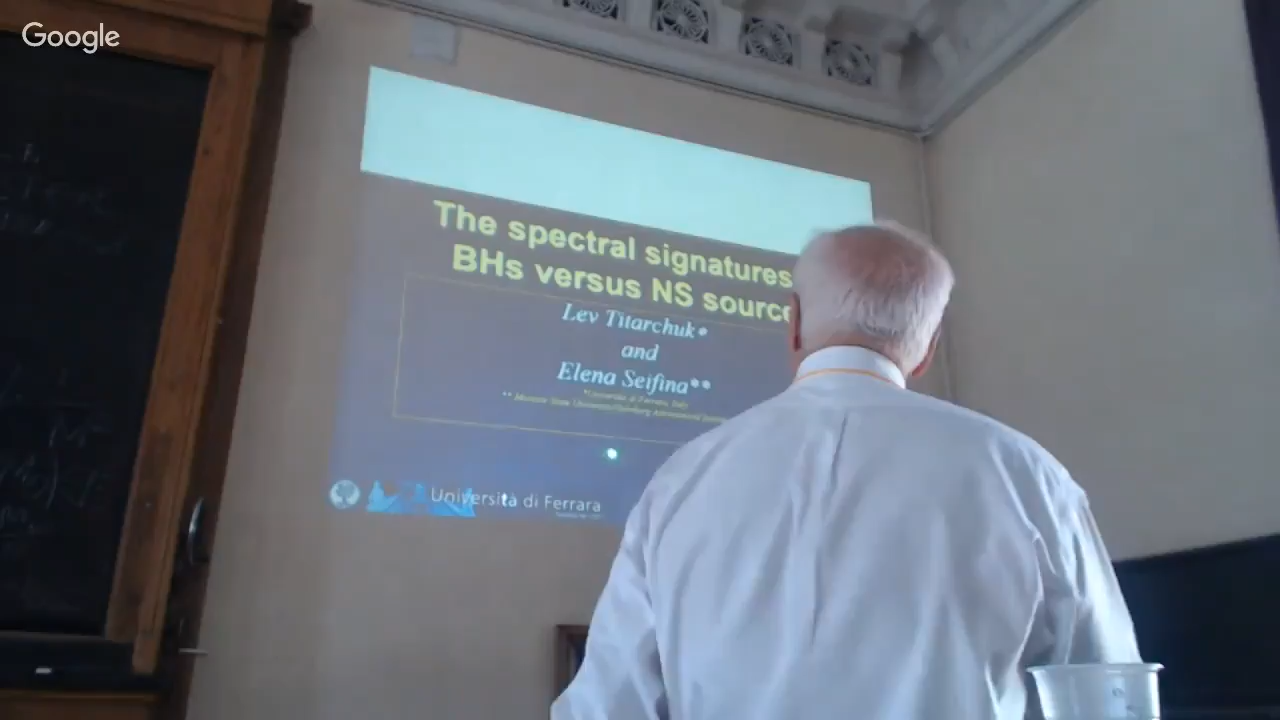 Google
The spectral signatures
BHs versus NS source
Lev Titarchuk*
and
Elena Seifina**
Università di Ferrara